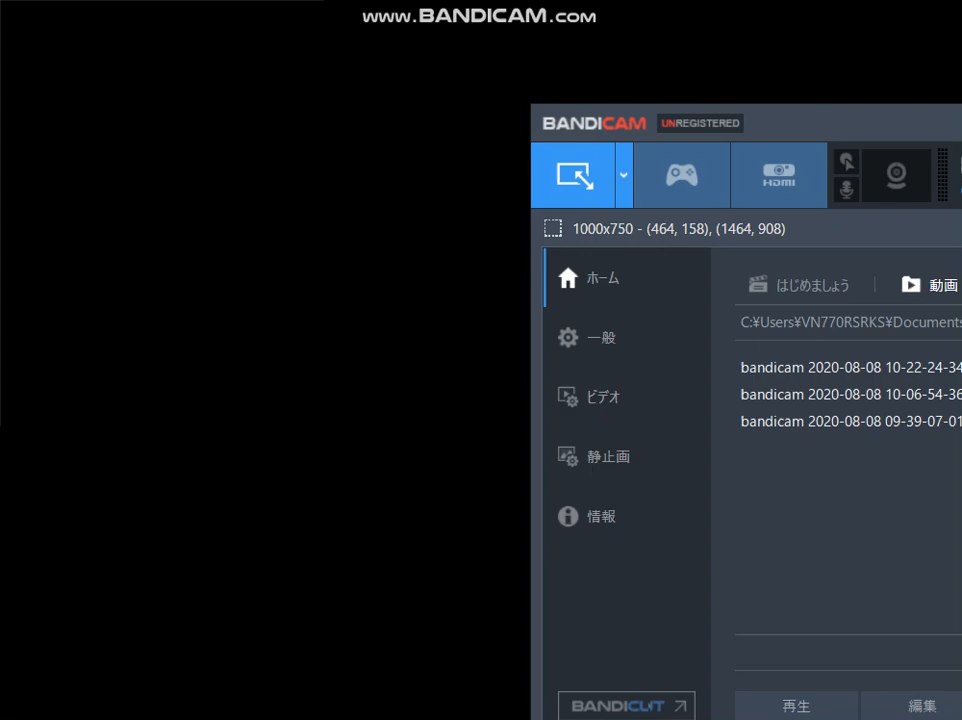 www.BANDICAM.com
BANDICAM UNREGISTERED
HDMI
1000x750 - (464, 158), (1464, 908)
ホーム
はじめましょう
動画
C:¥Users¥VN770RSRKS¥Documents
一般
bandicam 2020-08-08 10-22-24-34
ビデオ
bandicam 2020-08-08 10-06-54-36
bandicam 2020-08-08 09-39-07-01
静止画
情報
BANDICUT
再生
編集